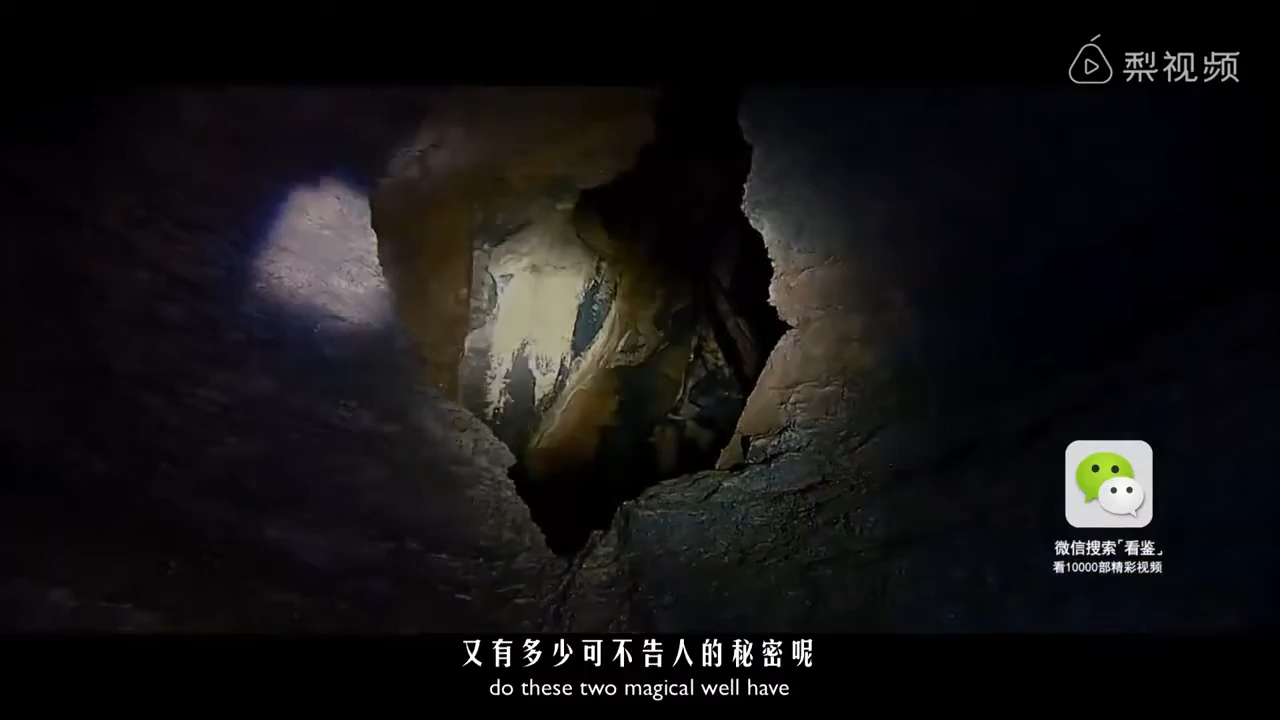 梨视频
微信搜索「看鉴」
看10000部精彩视频
又有多少可不告人的秘密呢
do these two magical well have